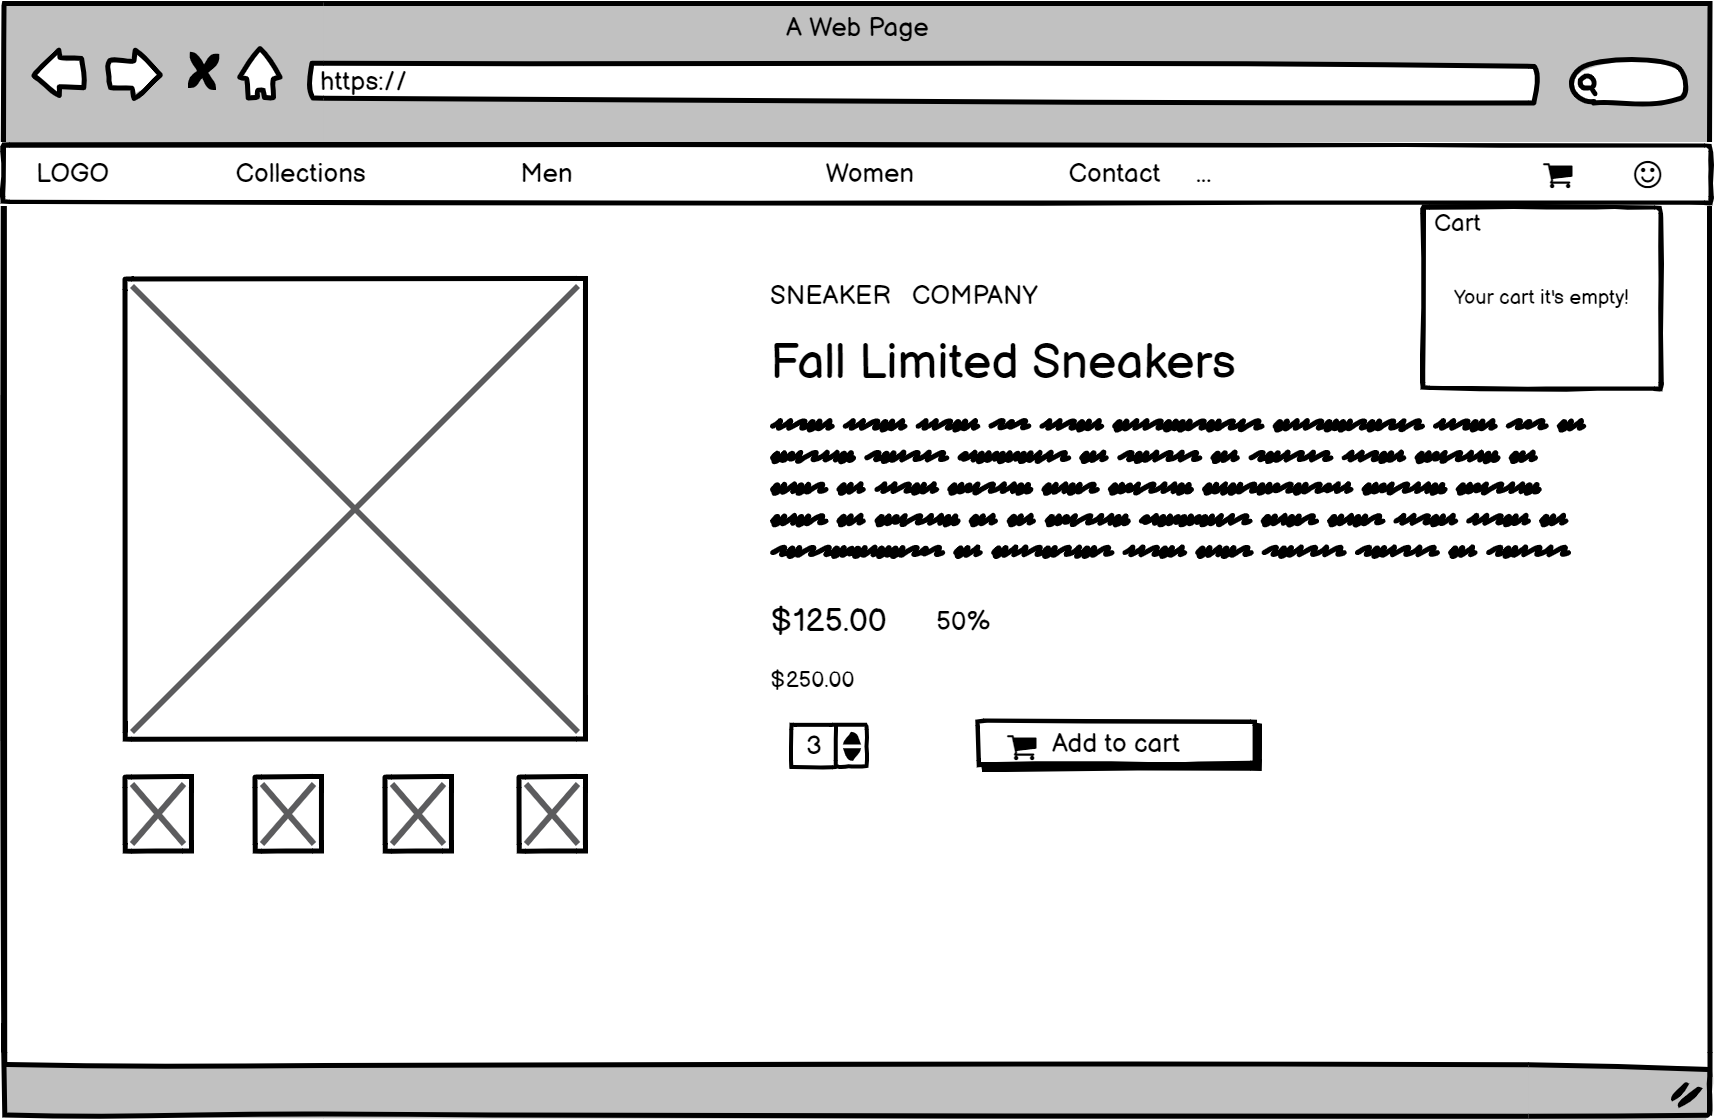 A Web Page
https://
LOGO Collections Men Women Contact ...
Cart
Your cart it's empty!
SNEAKER COMPANY
Fall Limited Sneakers
$125.00 50%
$250.00
3 Add to cart